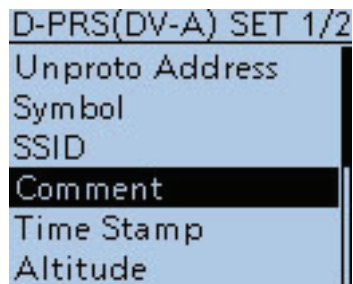 D-PRS(DV-A) SET 1/2
Unproto Address
Symbol
SSID
Comment
Time Stamp
Altitude